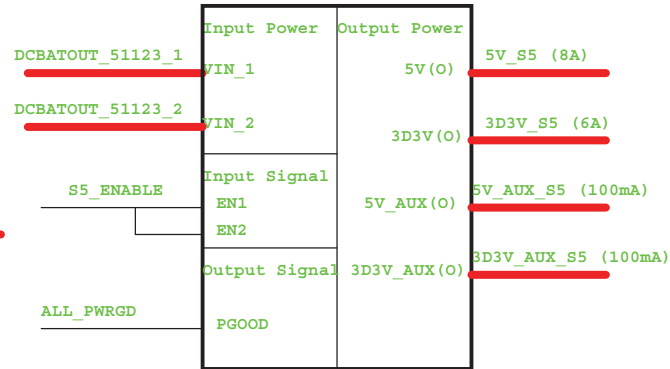 Input Power Output Power
DCBATOUT_51123_1 VIN_1 5V(O) 5V_S5 (8A)
DCBATOUT_51123_2 VIN_2 3D3V(O) 3D3V_S5 (6A)
Input Signal
S5_ENABLE EN1 5V_AUX(O) 5V_AUX_S5 (100mA)
EN2
Output Signal 3D3V_AUX(O) 3D3V_AUX_S5 (100mA)
ALL_PWRGD PGOOD